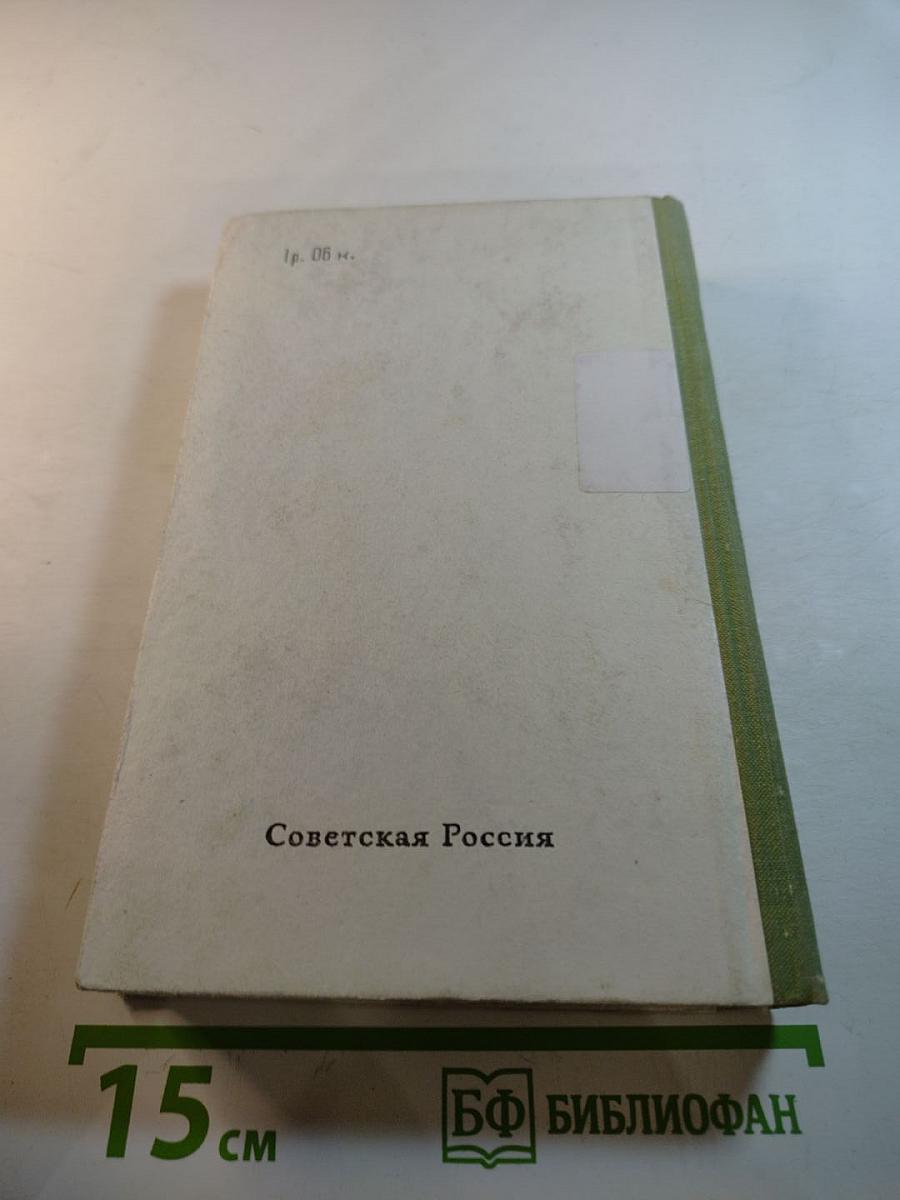 1р. 06 к.
Советская Россия
15 см
БФ БИБЛИОФАН